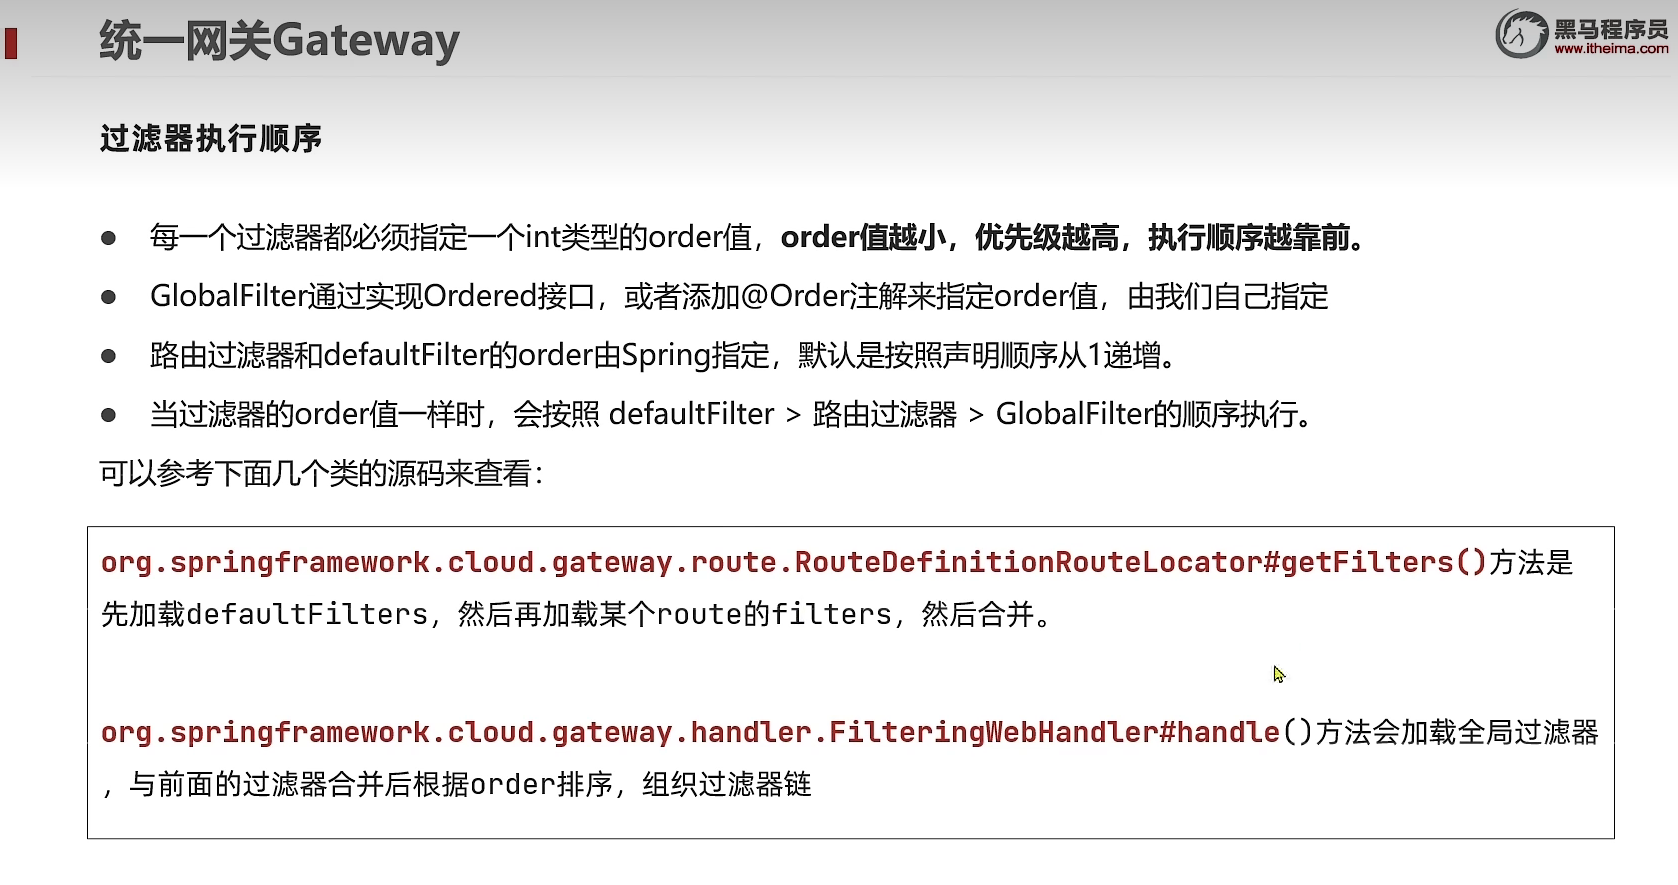 统一网关Gateway
黑马程序员
www.itheima.com
过滤器执行顺序
● 每一个过滤器都必须指定一个int类型的order值，order值越小，优先级越高，执行顺序越靠前。
● GlobalFilter通过实现Ordered接口，或者添加@Order注解来指定order值，由我们自己指定
● 路由过滤器和defaultFilter的order由Spring指定，默认是按照声明顺序从1递增。
● 当过滤器的order值一样时，会按照 defaultFilter > 路由过滤器 > GlobalFilter的顺序执行。
可以参考下面几个类的源码来查看：
org.springframework.cloud.gateway.route.RouteDefinitionRouteLocator#getFilters()方法是
先加载defaultFilters，然后再加载某个route的filters，然后合并。
org.springframework.cloud.gateway.handler.FilteringWebHandler#handle()方法会加载全局过滤器
，与前面的过滤器合并后根据order排序，组织过滤器链